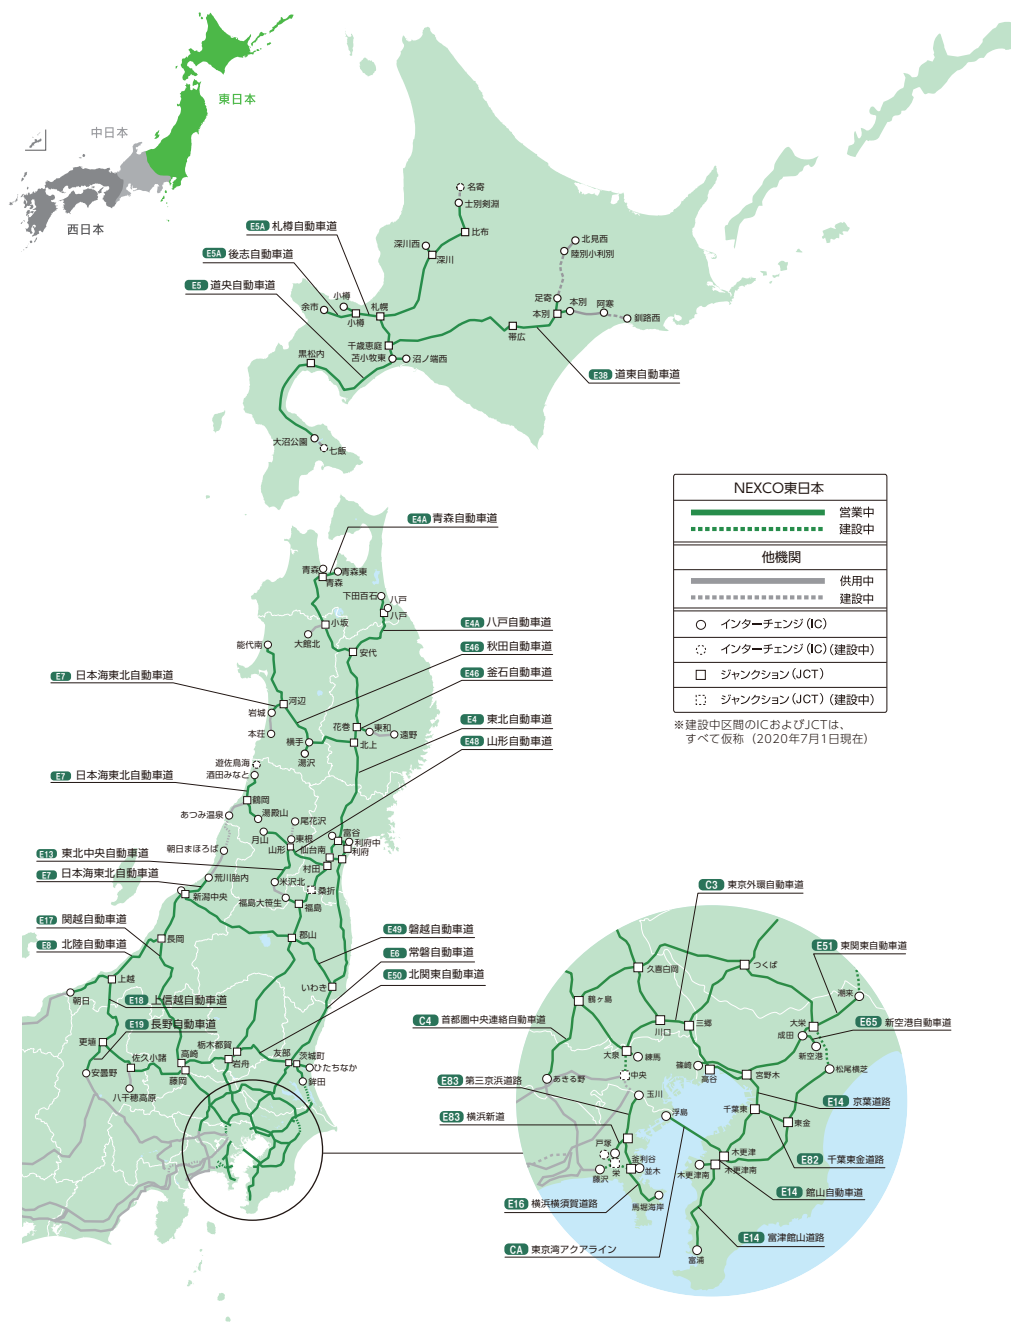 東日本
中日本
西日本
名寄
士別剣淵
E5A 札樽自動車道
比布
北見西
深川西
陸別小利別
E5A 後志自動車道
深川
E5 道央自動車道
小樽
足寄
本別
阿寒
余市
札幌
小樽
本別
釧路西
帯広
千歳恵庭
黒松内
苫小牧東
沼ノ端西
E38 道東自動車道
大沼公園
七飯
NEXCO東日本
営業中
建設中
他機関
供用中
建設中
インターチェンジ(IC)
インターチェンジ(IC)(建設中)
ジャンクション(JCT)
ジャンクション(JCT)(建設中)
※建設中区間のICおよびJCTは、
すべて仮称（2020年7月1日現在）
E4A 青森自動車道
青森
青森東
青森
下田百石
八戸
八戸
小坂
E4A 八戸自動車道
大館北
能代南
安代
E46 秋田自動車道
E7 日本海東北自動車道
E46 釜石自動車道
河辺
岩城
花巻
東和
E4 東北自動車道
本荘
遠野
横手
北上
E48 山形自動車道
湯沢
遊佐鳥海
酒田みなと
E7 日本海東北自動車道
鶴岡
あつみ温泉
湯殿山
尾花沢
月山
東根
富谷
利府中
朝日まほろば
山形
仙台南
利府
E13 東北中央自動車道
村田
E7 日本海東北自動車道
荒川胎内
米沢北
桑折
新潟中央
福島大笹生
福島
E17 関越自動車道
長岡
郡山
E49 磐越自動車道
E8 北陸自動車道
E6 常磐自動車道
上越
E50 北関東自動車道
朝日
いわき
E18 上信越自動車道
E19 長野自動車道
更埴
栃木都賀
友部
茨城町
佐久小諸
高崎
岩舟
ひたちなか
安曇野
藤岡
鉾田
八千穂高原
C3 東京外環自動車道
E51 東関東自動車道
久喜白岡
つくば
鶴ヶ島
潮来
C4 首都圏中央連絡自動車道
川口
三郷
大栄
E65 新空港自動車道
成田
大泉
練馬
新空港
篠崎
あきる野
中央
高谷
宮野木
松尾横芝
E83 第三京浜道路
玉川
浮島
千葉東
E14 京葉道路
E83 横浜新道
東金
戸塚
釜利谷
木更津
E82 千葉東金道路
藤沢
栄
並木
木更津南
木更津南
E14 館山自動車道
E16 横浜横須賀道路
馬堀海岸
E14 富津館山道路
CA 東京湾アクアライン
富浦